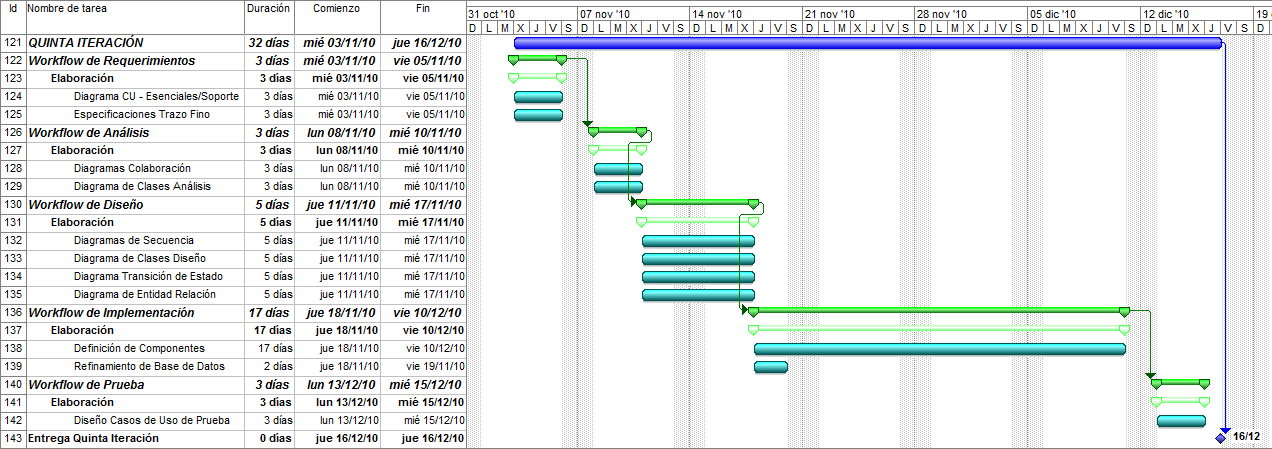 Id Nombre de tarea Duración Comienzo Fin 31 oct '10 07 nov '10 14 nov '10 21 nov '10 28 nov '10 05 dic '10 12 dic '10 19
D L M X J V S D L M X J V S D L M X J V S D L M X J V S D L M X J V S D L M X J V S D L M X J V S D
121 QUINTA ITERACIÓN 32 días mié 03/11/10 jue 16/12/10
122 Workflow de Requerimientos 3 días mié 03/11/10 vie 05/11/10
123 Elaboración 3 días mié 03/11/10 vie 05/11/10
124 Diagrama CU - Esenciales/Soporte 3 días mié 03/11/10 vie 05/11/10
125 Especificaciones Trazo Fino 3 días mié 03/11/10 vie 05/11/10
126 Workflow de Análisis 3 días lun 08/11/10 mié 10/11/10
127 Elaboración 3 días lun 08/11/10 mié 10/11/10
128 Diagramas Colaboración 3 días lun 08/11/10 mié 10/11/10
129 Diagrama de Clases Análisis 3 días lun 08/11/10 mié 10/11/10
130 Workflow de Diseño 5 días jue 11/11/10 mié 17/11/10
131 Elaboración 5 días jue 11/11/10 mié 17/11/10
132 Diagramas de Secuencia 5 días jue 11/11/10 mié 17/11/10
133 Diagrama de Clases Diseño 5 días jue 11/11/10 mié 17/11/10
134 Diagrama Transición de Estado 5 días jue 11/11/10 mié 17/11/10
135 Diagrama de Entidad Relación 5 días jue 11/11/10 mié 17/11/10
136 Workflow de Implementación 17 días jue 18/11/10 vie 10/12/10
137 Elaboración 17 días jue 18/11/10 vie 10/12/10
138 Definición de Componentes 17 días jue 18/11/10 vie 10/12/10
139 Refinamiento de Base de Datos 2 días jue 18/11/10 vie 19/11/10
140 Workflow de Prueba 3 días lun 13/12/10 mié 15/12/10
141 Elaboración 3 días lun 13/12/10 mié 15/12/10
142 Diseño Casos de Uso de Prueba 3 días lun 13/12/10 mié 15/12/10
143 Entrega Quinta Iteración 0 días jue 16/12/10 jue 16/12/10 16/12